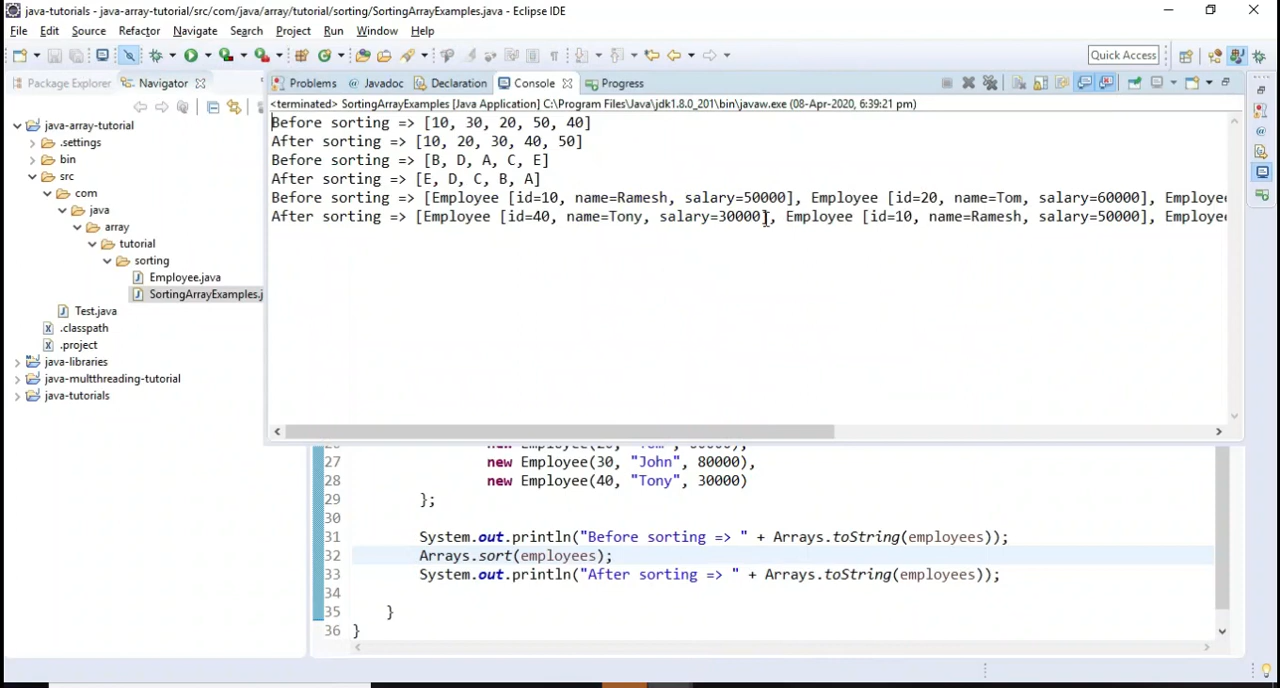 java-tutorials - java-array-tutorial/src/com/java/array/tutorial/sorting/SortingArrayExamples.java - Eclipse IDE
File Edit Source Refactor Navigate Search Project Run Window Help
Quick Access
Package Explorer Navigator
Problems Javadoc Declaration Console Progress
<terminated> SortingArrayExamples [Java Application] C:\Program Files\Java\jdk1.8.0_201\bin\javaw.exe (08-Apr-2020, 6:39:21 pm)
Before sorting => [10, 30, 20, 50, 40]
After sorting => [10, 20, 30, 40, 50]
Before sorting => [B, D, A, C, E]
After sorting => [E, D, C, B, A]
Before sorting => [Employee [id=10, name=Ramesh, salary=50000], Employee [id=20, name=Tom, salary=60000], Employee
After sorting => [Employee [id=40, name=Tony, salary=30000], Employee [id=10, name=Ramesh, salary=50000], Employee
java-array-tutorial
.settings
bin
src
com
java
array
tutorial
sorting
Employee.java
SortingArrayExamples.j
Test.java
.classpath
.project
java-libraries
java-multthreading-tutorial
java-tutorials
27 new Employee(30, "John", 80000),
28 new Employee(40, "Tony", 30000)
29 };
30
31 System.out.println("Before sorting => " + Arrays.toString(employees));
32 Arrays.sort(employees);
33 System.out.println("After sorting => " + Arrays.toString(employees));
34
35 }
36 }